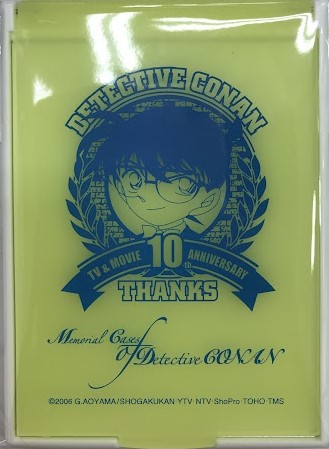 DETECTIVE CONAN
TV & MOVIE 10th ANNIVERSARY
THANKS
Memorial Cases
of Detective CONAN
©2006 G.AOYAMA/SHOGAKUKAN･YTV･NTV･ShoPro･TOHO･TMS